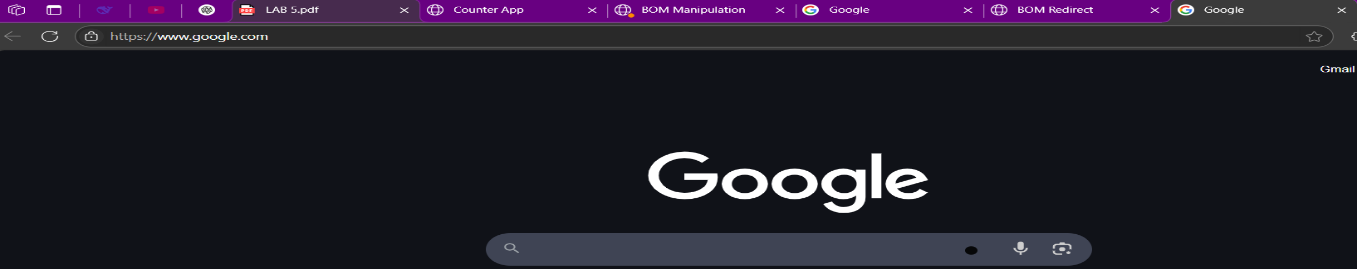 LAB 5.pdf
Counter App
BOM Manipulation
Google
BOM Redirect
Google
https://www.google.com
Gmail
Google